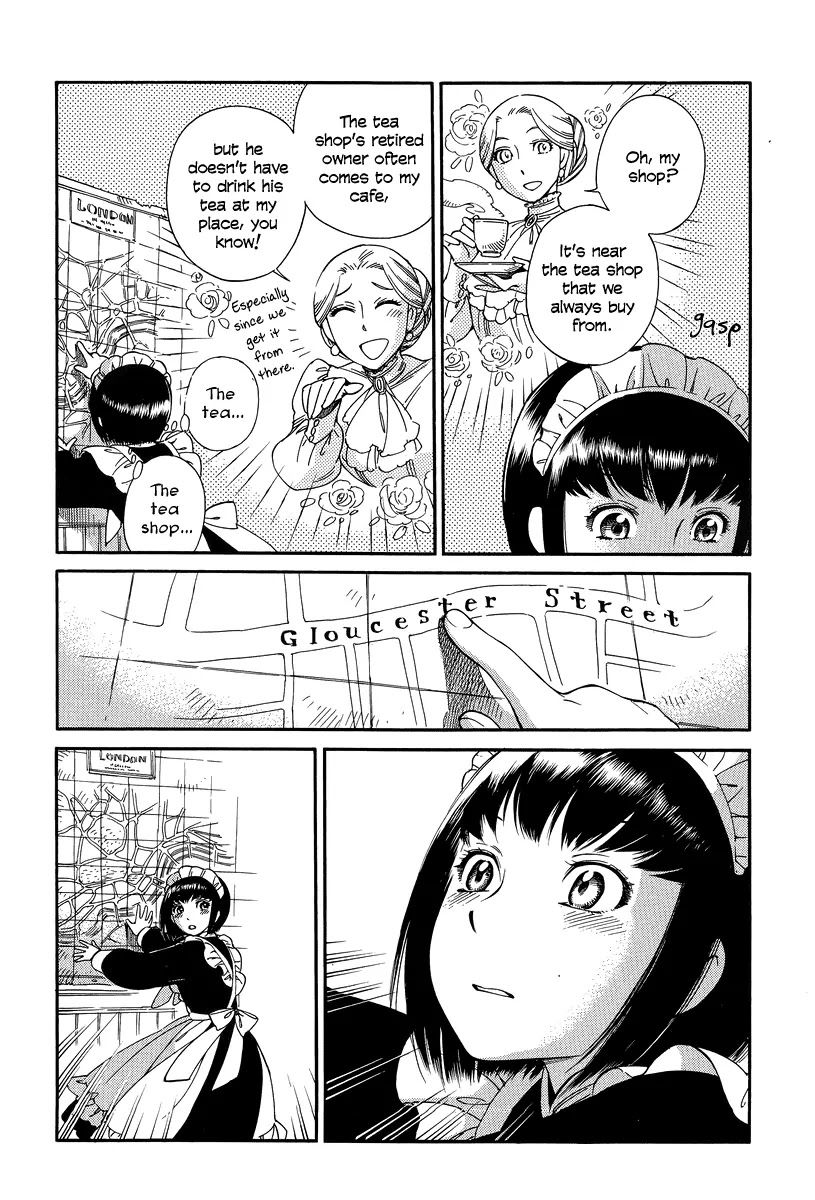 Oh, my
shop?
It's near
the tea shop
that we
always buy
from.
gasp
The tea
shop's retired
owner often
comes to my
cafe,
but he
doesn't have
to drink his
tea at my
place, you
know!
Especially
since we
get it
from
there.
LONDON
The
tea...
The
tea
shop...
Gloucester Street
LONDON